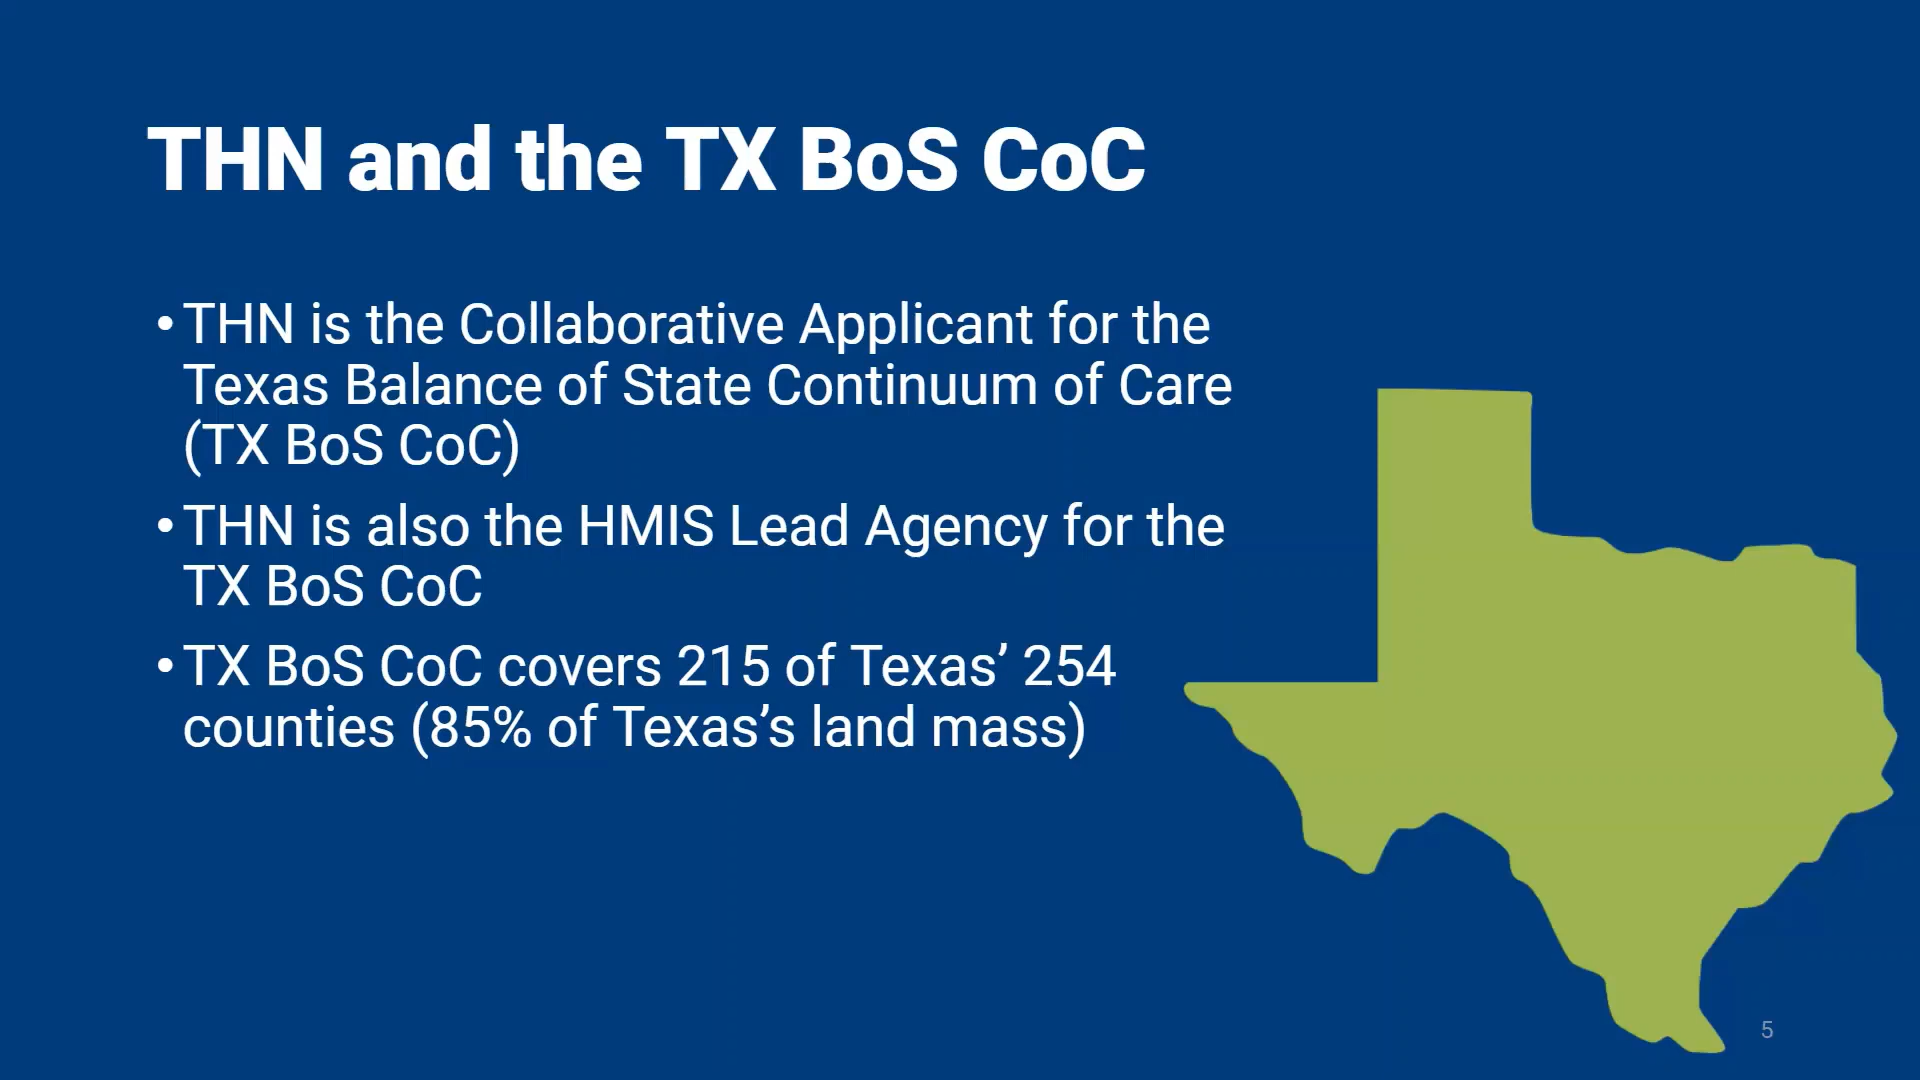 THN and the TX BoS CoC
• THN is the Collaborative Applicant for the
Texas Balance of State Continuum of Care
(TX BoS CoC)
• THN is also the HMIS Lead Agency for the
TX BoS CoC
• TX BoS CoC covers 215 of Texas’ 254
counties (85% of Texas’s land mass)
5